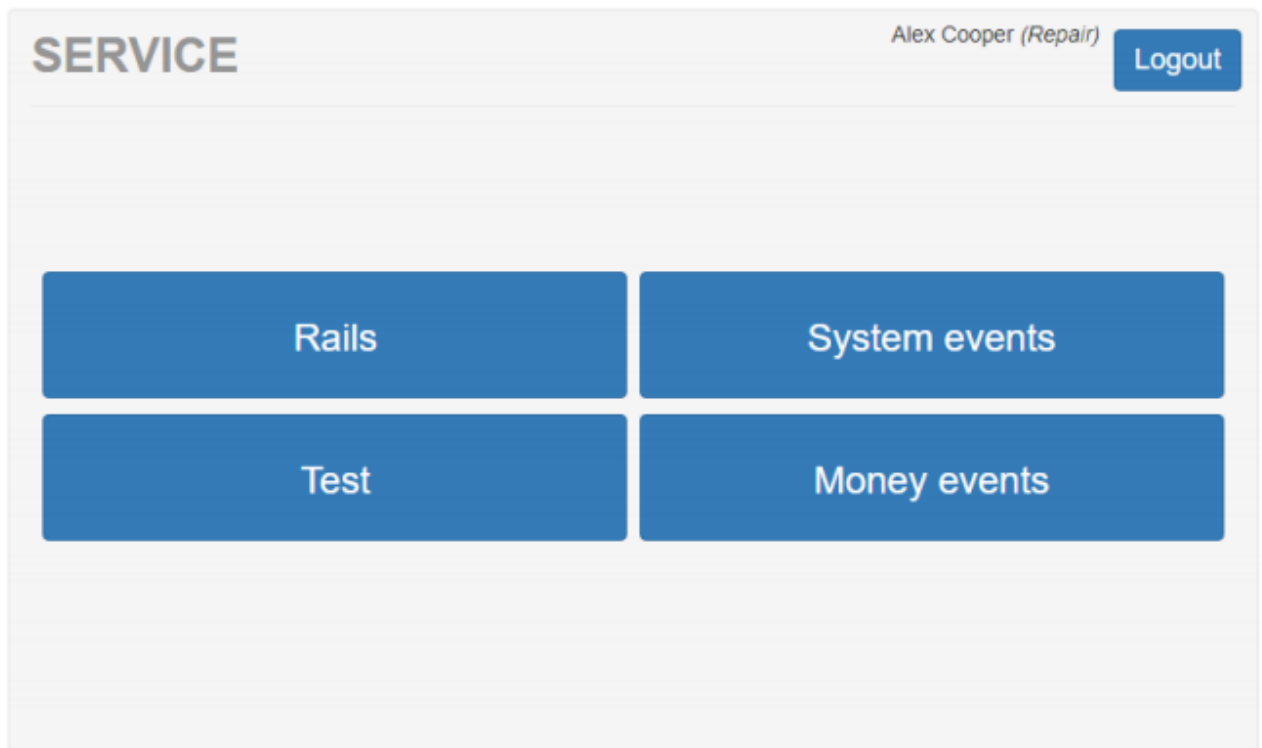 SERVICE
Alex Cooper (Repair)
Logout
Rails
System events
Test
Money events